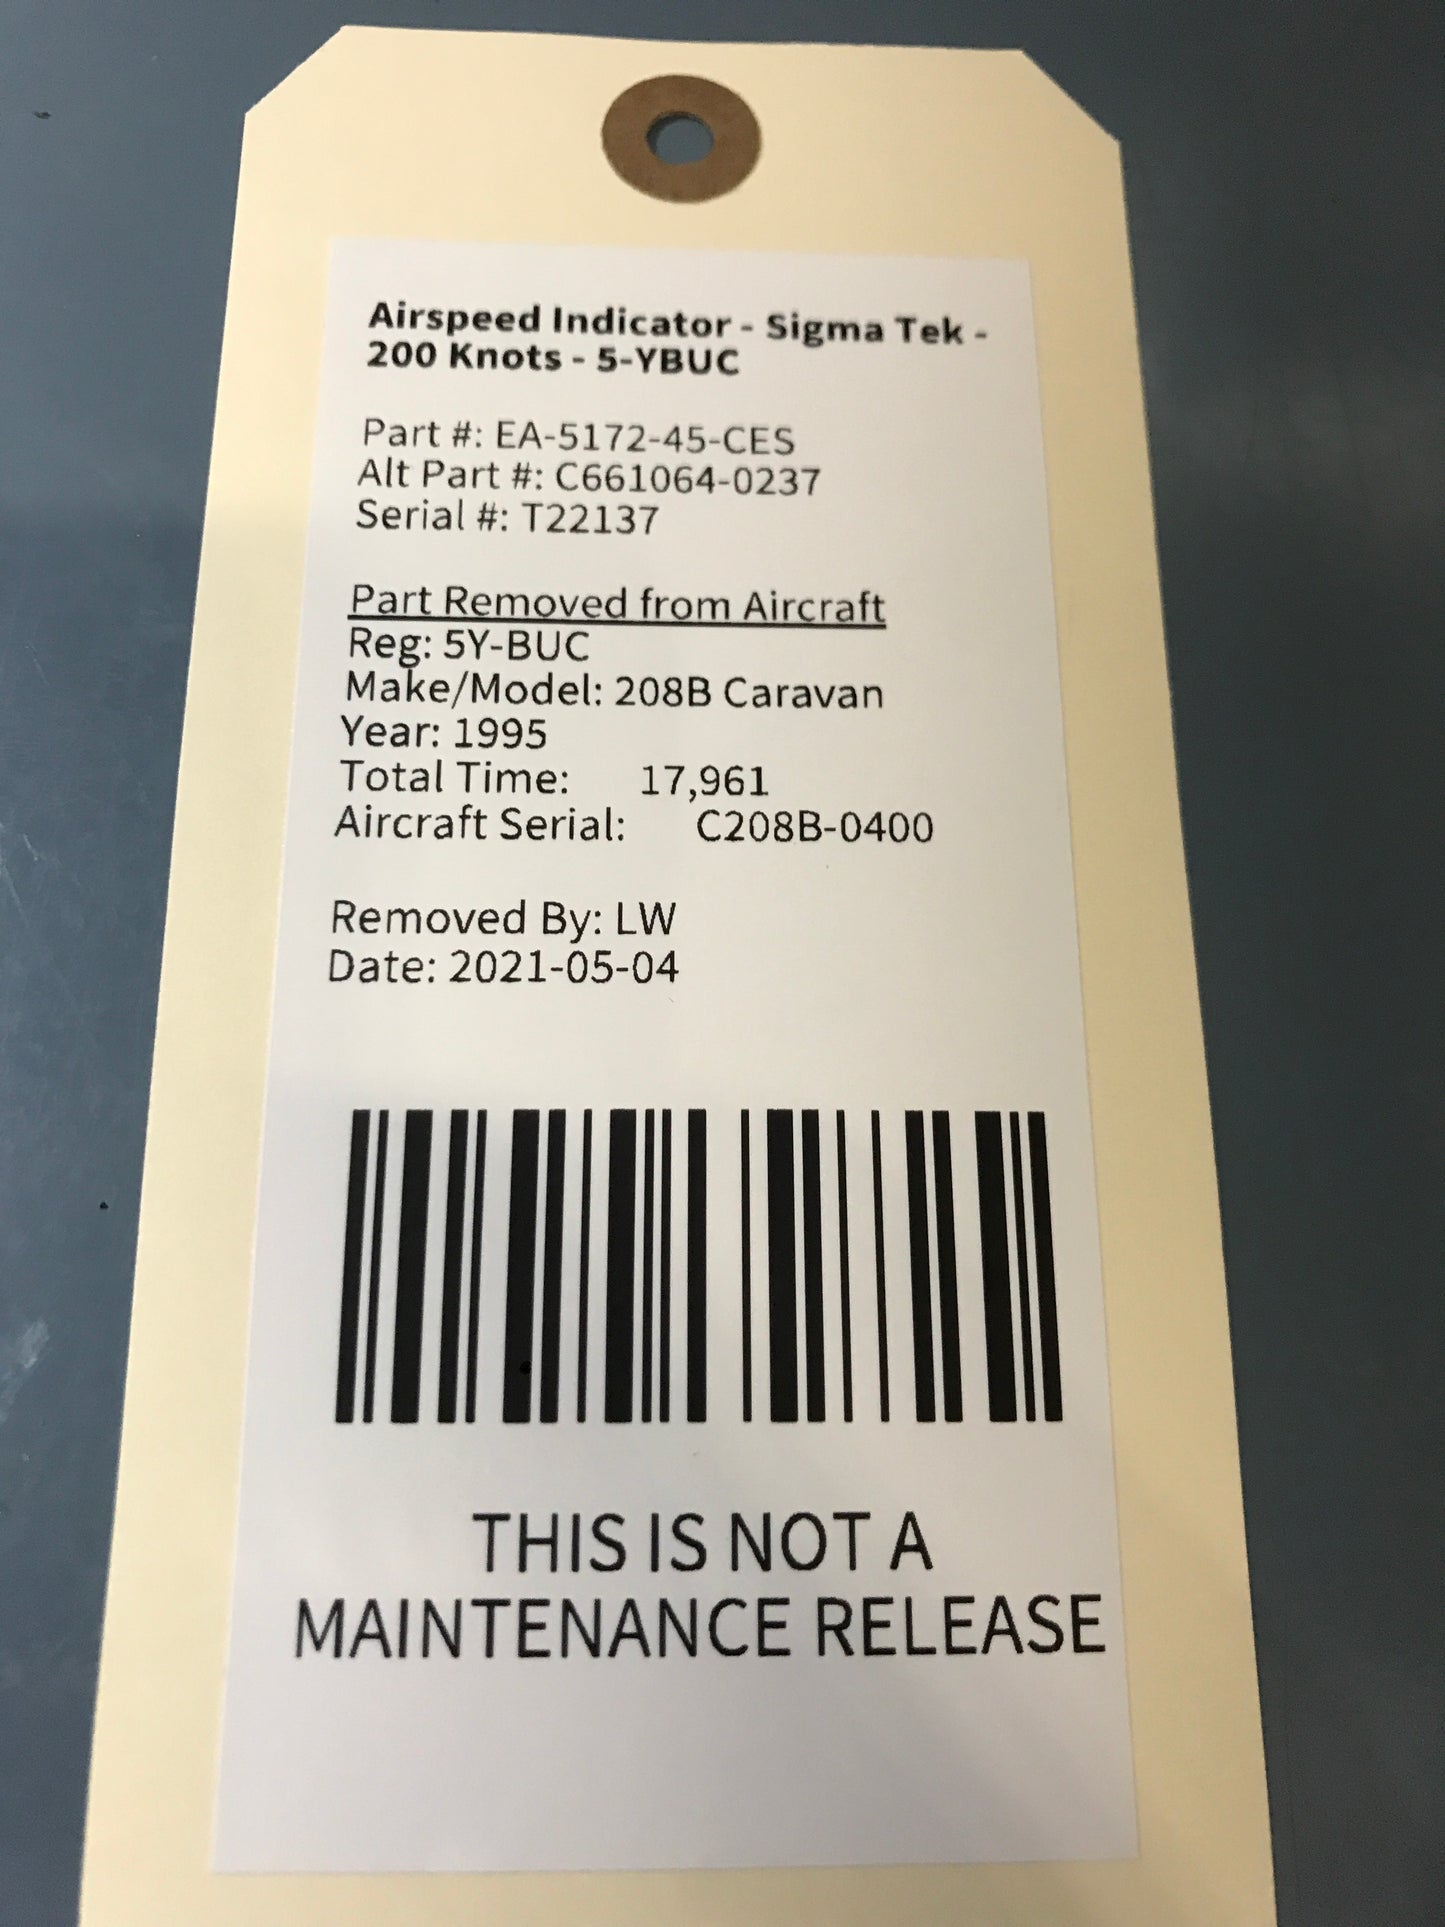 Airspeed Indicator - Sigma Tek -
200 Knots - 5-YBUC
Part #: EA-5172-45-CES
Alt Part #: C661064-0237
Serial #: T22137
Part Removed from Aircraft
Reg: 5Y-BUC
Make/Model: 208B Caravan
Year: 1995
Total Time: 17,961
Aircraft Serial: C208B-0400
Removed By: LW
Date: 2021-05-04
THIS IS NOT A
MAINTENANCE RELEASE